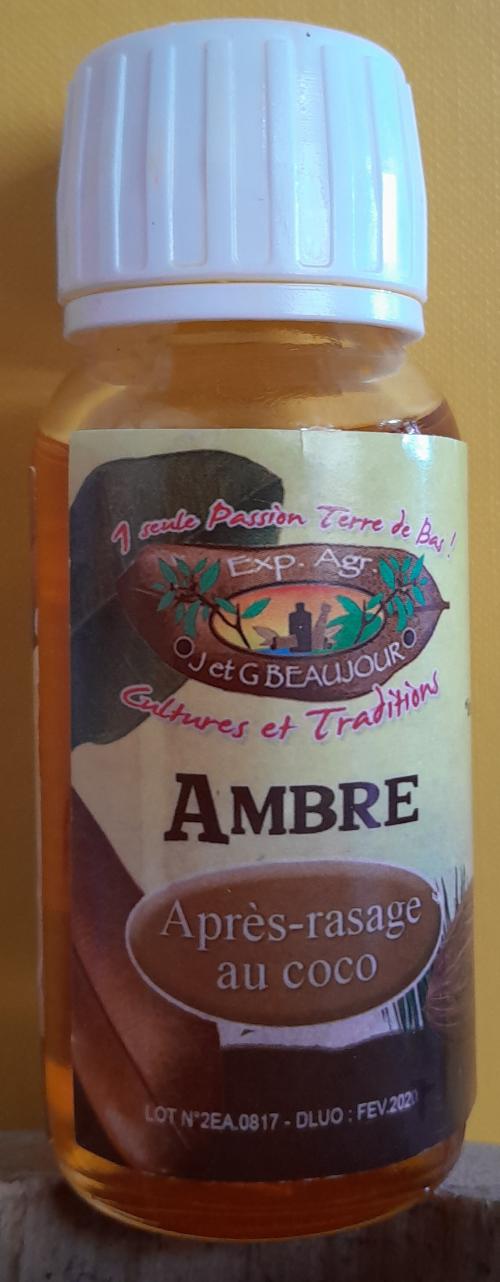 1 seule Passion Terre de Bas !
Exp. Agr.
J et G BEAUJOUR
Cultures et Traditions
AMBRE
Après-rasage
au coco
LOT N°2EA.0817 - DLUO : FEV.2020